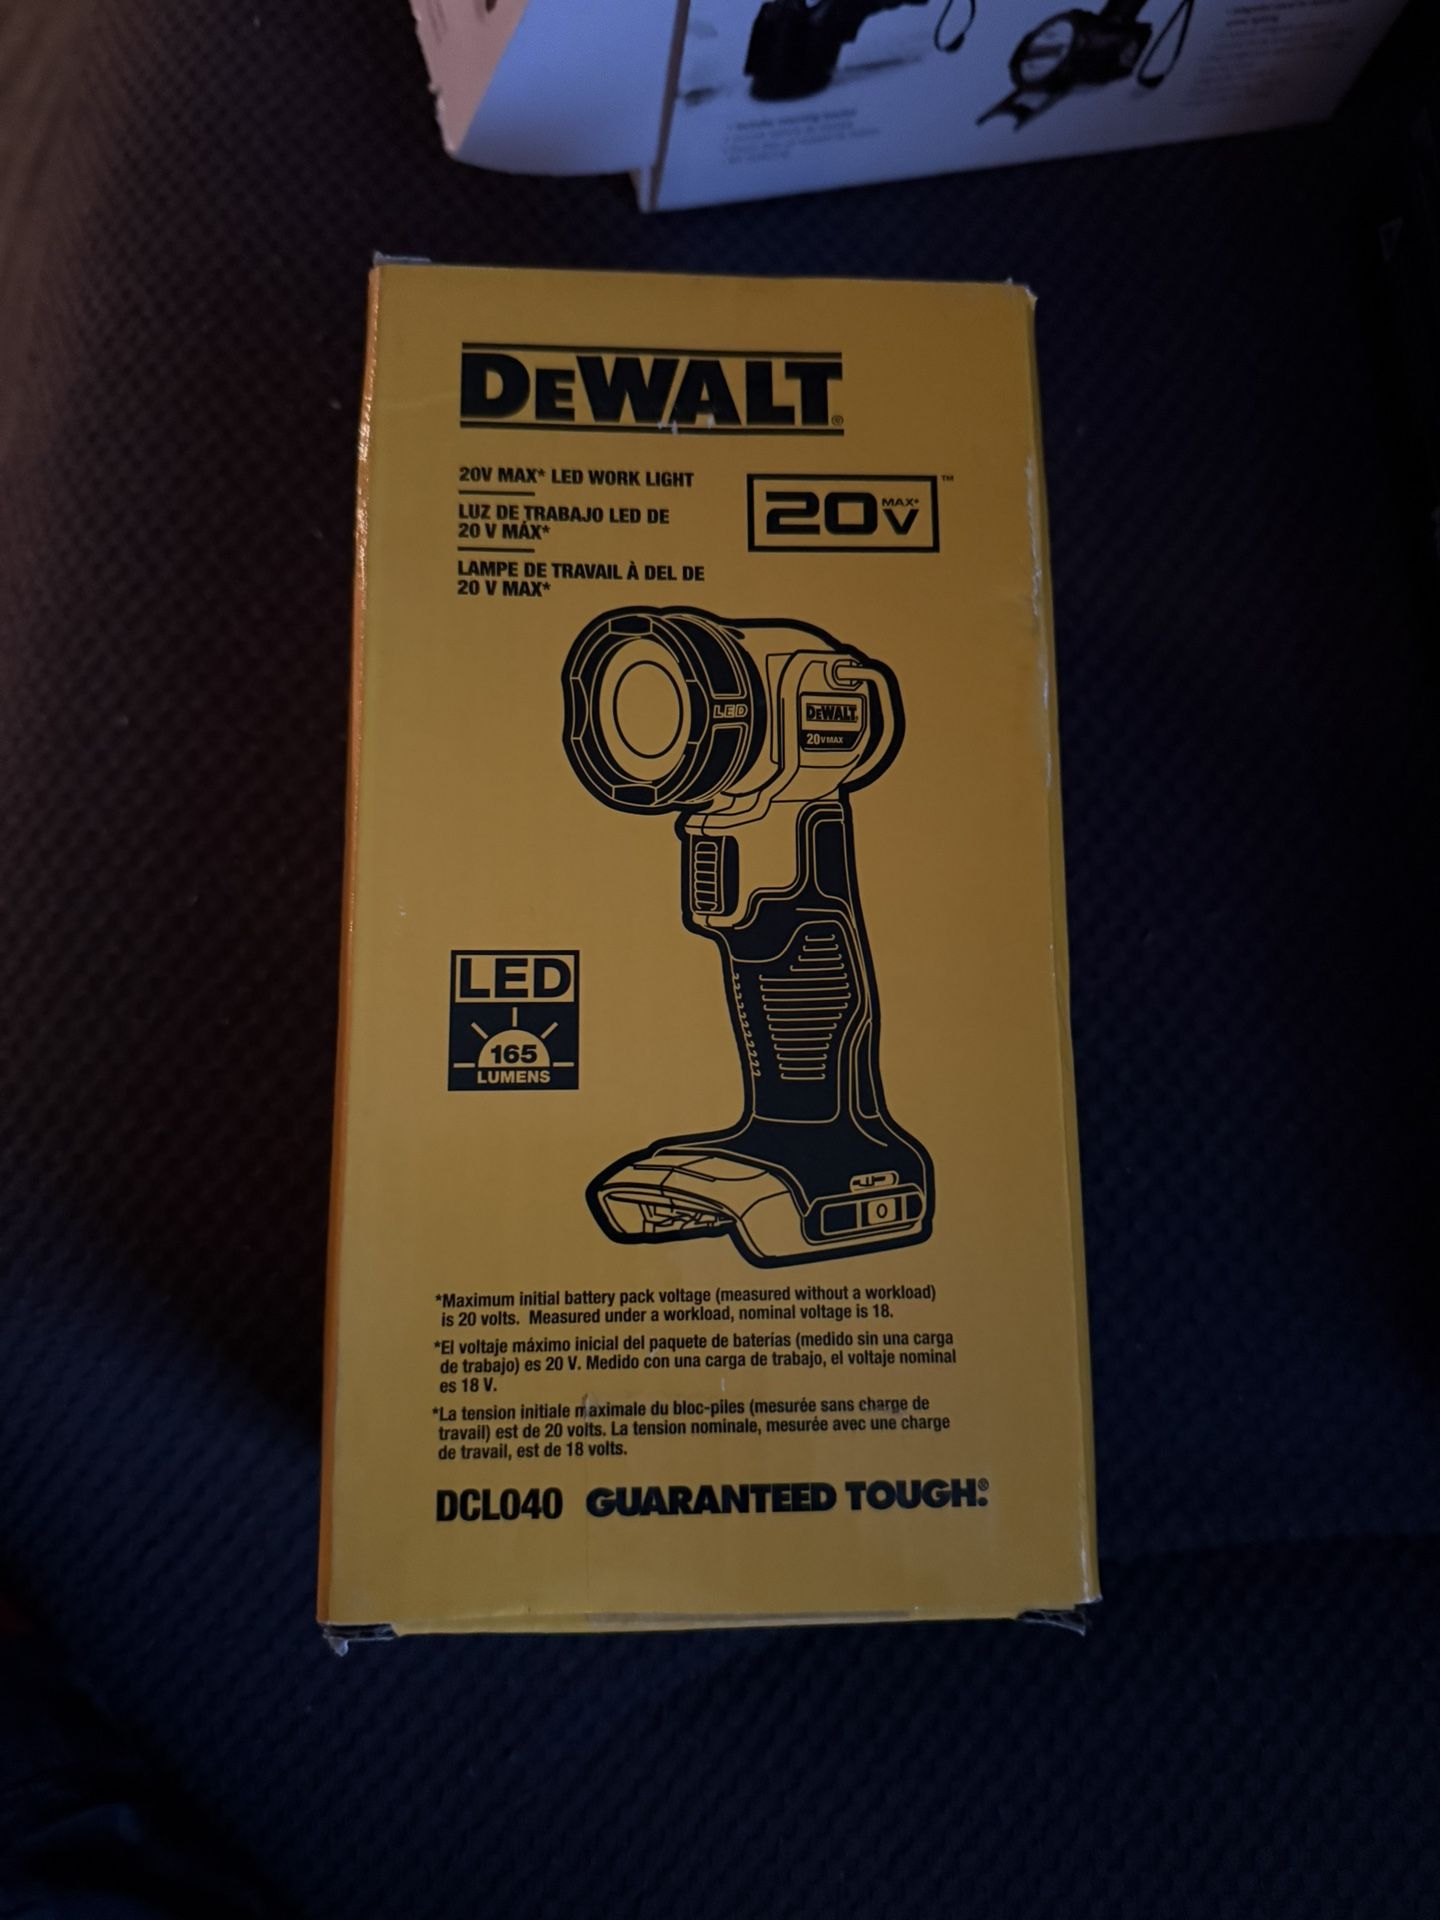 DEWALT®
20V MAX* LED WORK LIGHT
LUZ DE TRABAJO LED DE
20 V MÁX*
LAMPE DE TRAVAIL À DEL DE
20 V MAX*
20V MAX* ™
LED
DEWALT
20V MAX
LED
165
LUMENS
*Maximum initial battery pack voltage (measured without a workload)
is 20 volts. Measured under a workload, nominal voltage is 18.
*El voltaje máximo inicial del paquete de baterías (medido sin una carga
de trabajo) es 20 V. Medido con una carga de trabajo, el voltaje nominal
es 18 V.
*La tension initiale maximale du bloc-piles (mesurée sans charge de
travail) est de 20 volts. La tension nominale, mesurée avec une charge
de travail, est de 18 volts.
DCL040 GUARANTEED TOUGH.®